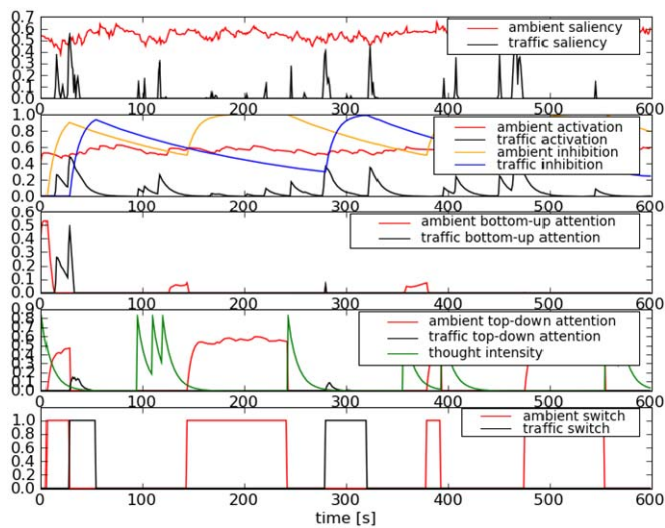 0.7
0.6
0.5
0.4
0.3
0.2
0.1
0.0
ambient saliency
traffic saliency
0 100 200 300 400 500 600
1.0
0.8
0.6
0.4
0.2
0.0
ambient activation
traffic activation
ambient inhibition
traffic inhibition
0 100 200 300 400 500 600
0.6
0.5
0.4
0.3
0.2
0.1
0.0
ambient bottom-up attention
traffic bottom-up attention
0 100 200 300 400 500 600
0.9
0.8
0.6
0.4
0.2
0.0
ambient top-down attention
traffic top-down attention
thought intensity
0 100 200 300 400 500 600
1.0
0.8
0.6
0.4
0.2
0.0
ambient switch
traffic switch
0 100 200 300 400 500 600
time [s]